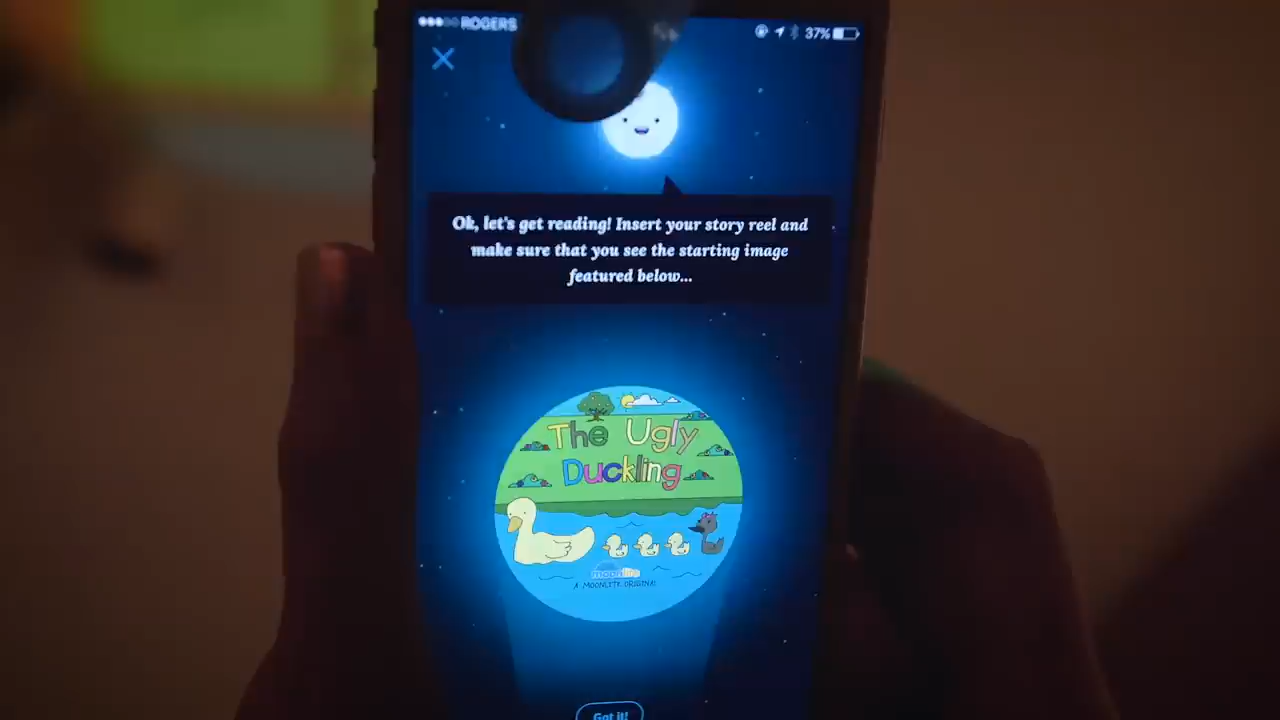 ROGERS
37%
Ok, let's get reading! Insert your story reel and
make sure that you see the starting image
featured below...
The Ugly
Duckling
moonlite
A MOONLITE ORIGINAL
Got it!